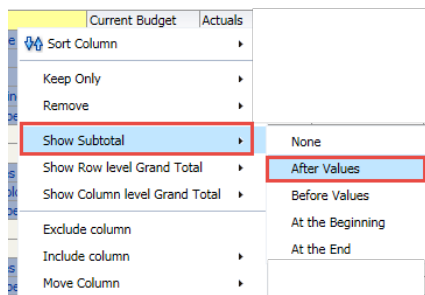 Current Budget Actuals
Sort Column
Keep Only
Remove
Show Subtotal
None
Show Row level Grand Total
After Values
Show Column level Grand Total
Before Values
At the Beginning
Exclude column
At the End
Include column
Move Column